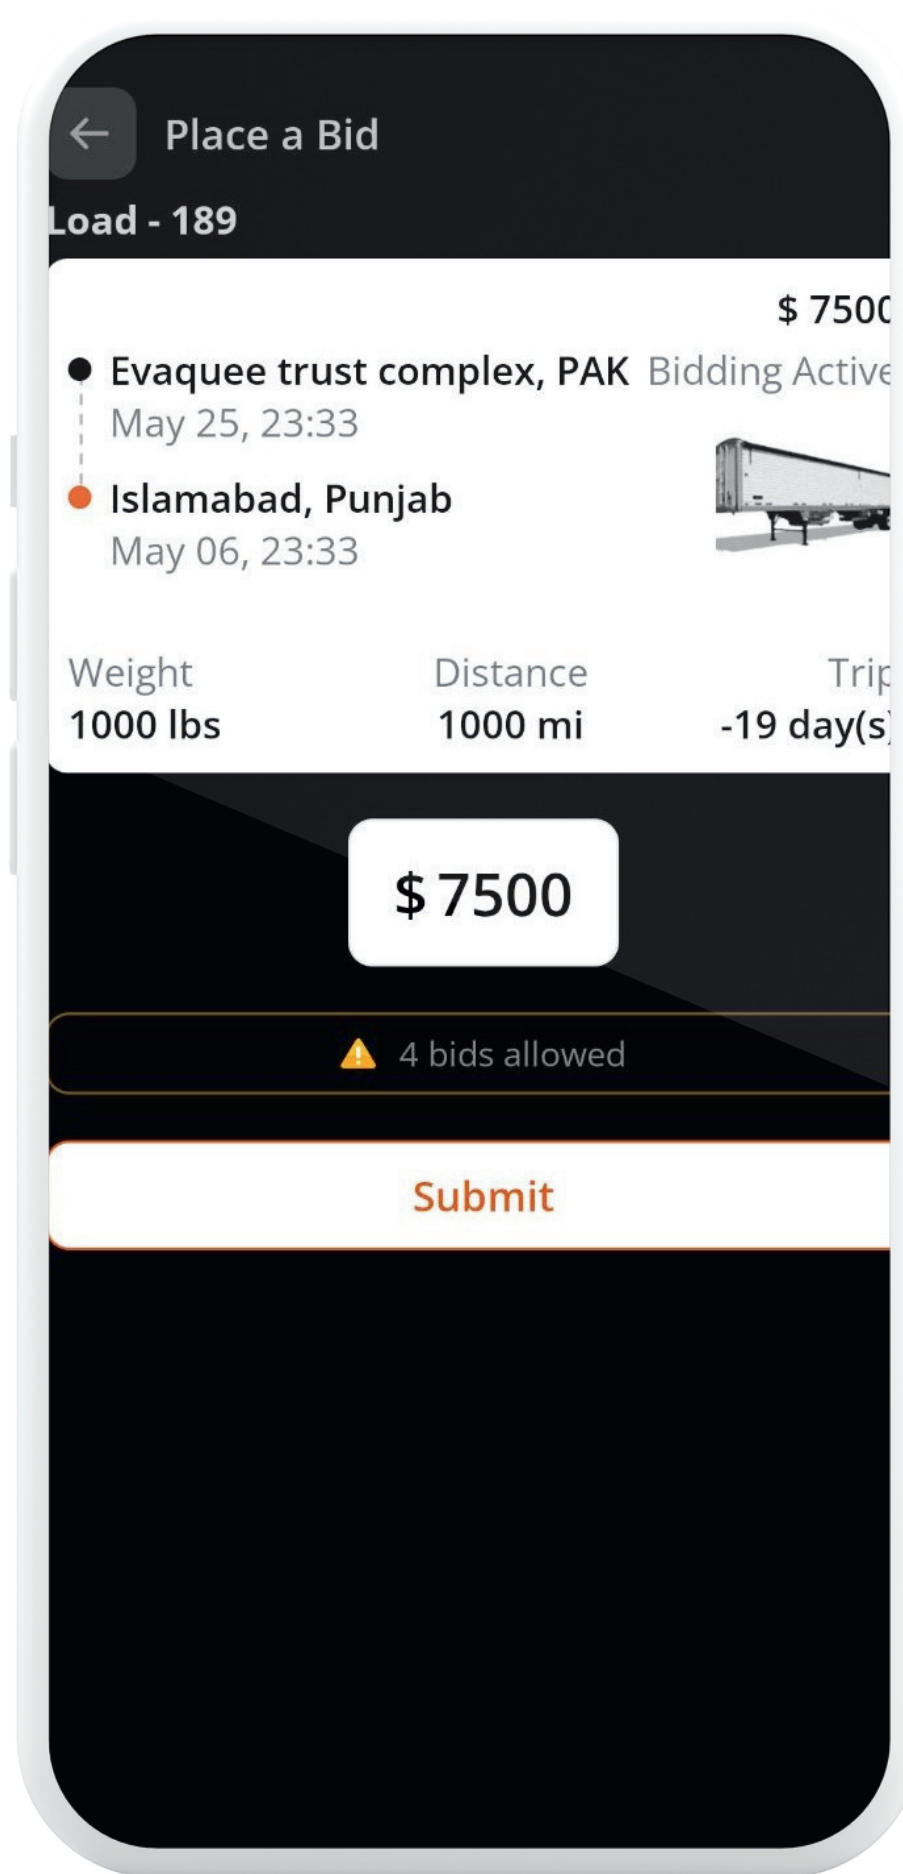 Place a Bid
Load - 189
$ 7500
Evaquee trust complex, PAK Bidding Active
May 25, 23:33
Islamabad, Punjab
May 06, 23:33
Weight Distance Trip
1000 lbs 1000 mi -19 day(s)
$ 7500
4 bids allowed
Submit